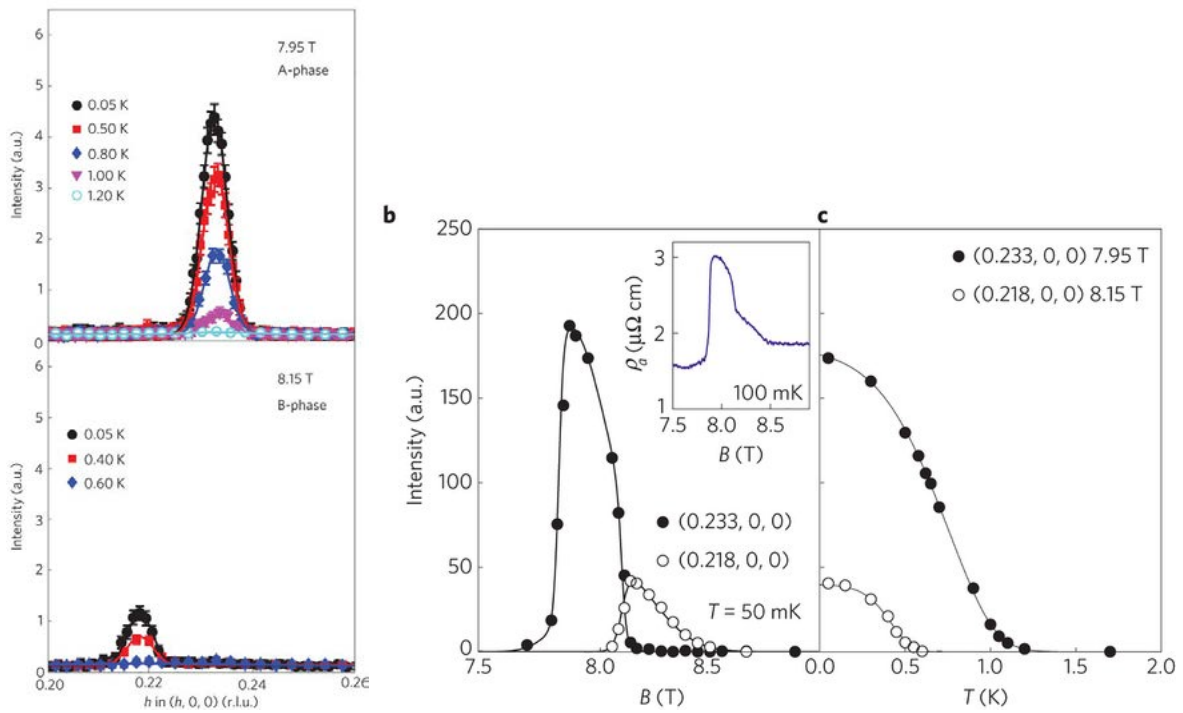 6
5
4
3
2
1
0
Intensity (a.u.)
7.95 T
A-phase
0.05 K
0.50 K
0.80 K
1.00 K
1.20 K
6
5
4
3
2
1
0
Intensity (a.u.)
8.15 T
B-phase
0.05 K
0.40 K
0.60 K
0.20 0.22 0.24 0.26
h in (h, 0, 0) (r.l.u.)
b
250
200
150
100
50
0
Intensity (a.u.)
3
2
1
ρa (μΩ cm)
100 mK
7.5 8.0 8.5
B (T)
(0.233, 0, 0)
(0.218, 0, 0)
T = 50 mK
7.5 8.0 8.5
B (T)
c
(0.233, 0, 0) 7.95 T
(0.218, 0, 0) 8.15 T
0.0 0.5 1.0 1.5 2.0
T (K)